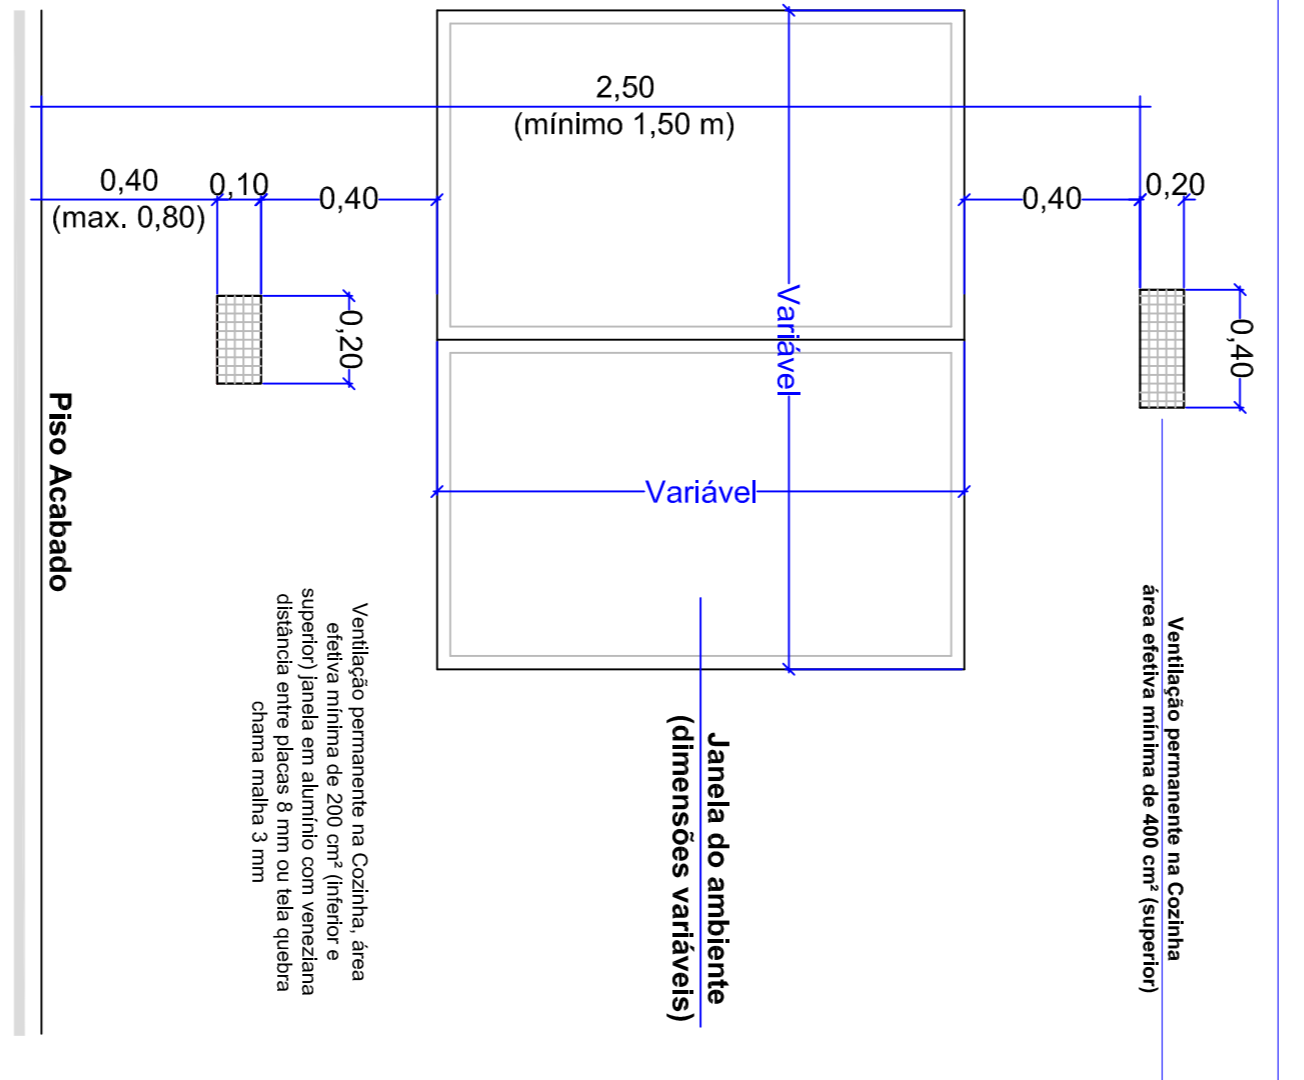 2,50
(mínimo 1,50 m)
0,40
(max. 0,80)
0,10
0,40
0,40
0,20
0,20
0,40
Variável
Variável
Piso Acabado
Ventilação permanente na Cozinha, área
efetiva mínima de 200 cm² (inferior e
superior) janela em alumínio com veneziana
distância entre placas 8 mm ou tela quebra
chama malha 3 mm
Janela do ambiente
(dimensões variáveis)
Ventilação permanente na Cozinha
área efetiva mínima de 400 cm² (superior)